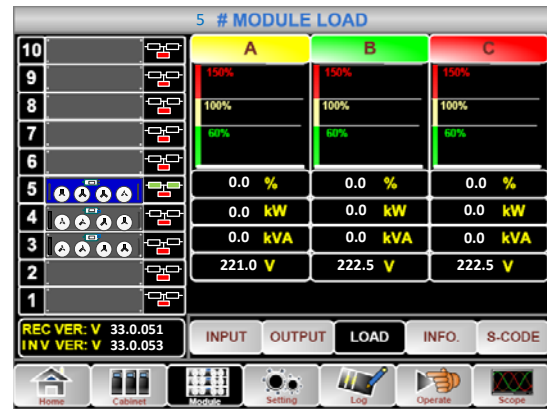 5 # MODULE LOAD
10
9
8
7
6
5
4
3
2
1
A B C
150% 150% 150%
100% 100% 100%
60% 60% 60%
0.0 % 0.0 % 0.0 %
0.0 kW 0.0 kW 0.0 kW
0.0 kVA 0.0 kVA 0.0 kVA
221.0 V 222.5 V 222.5 V
REC VER: V 33.0.051
INV VER: V 33.0.053
INPUT OUTPUT LOAD INFO. S-CODE
Home Cabinet Module Setting Log Operate Scope